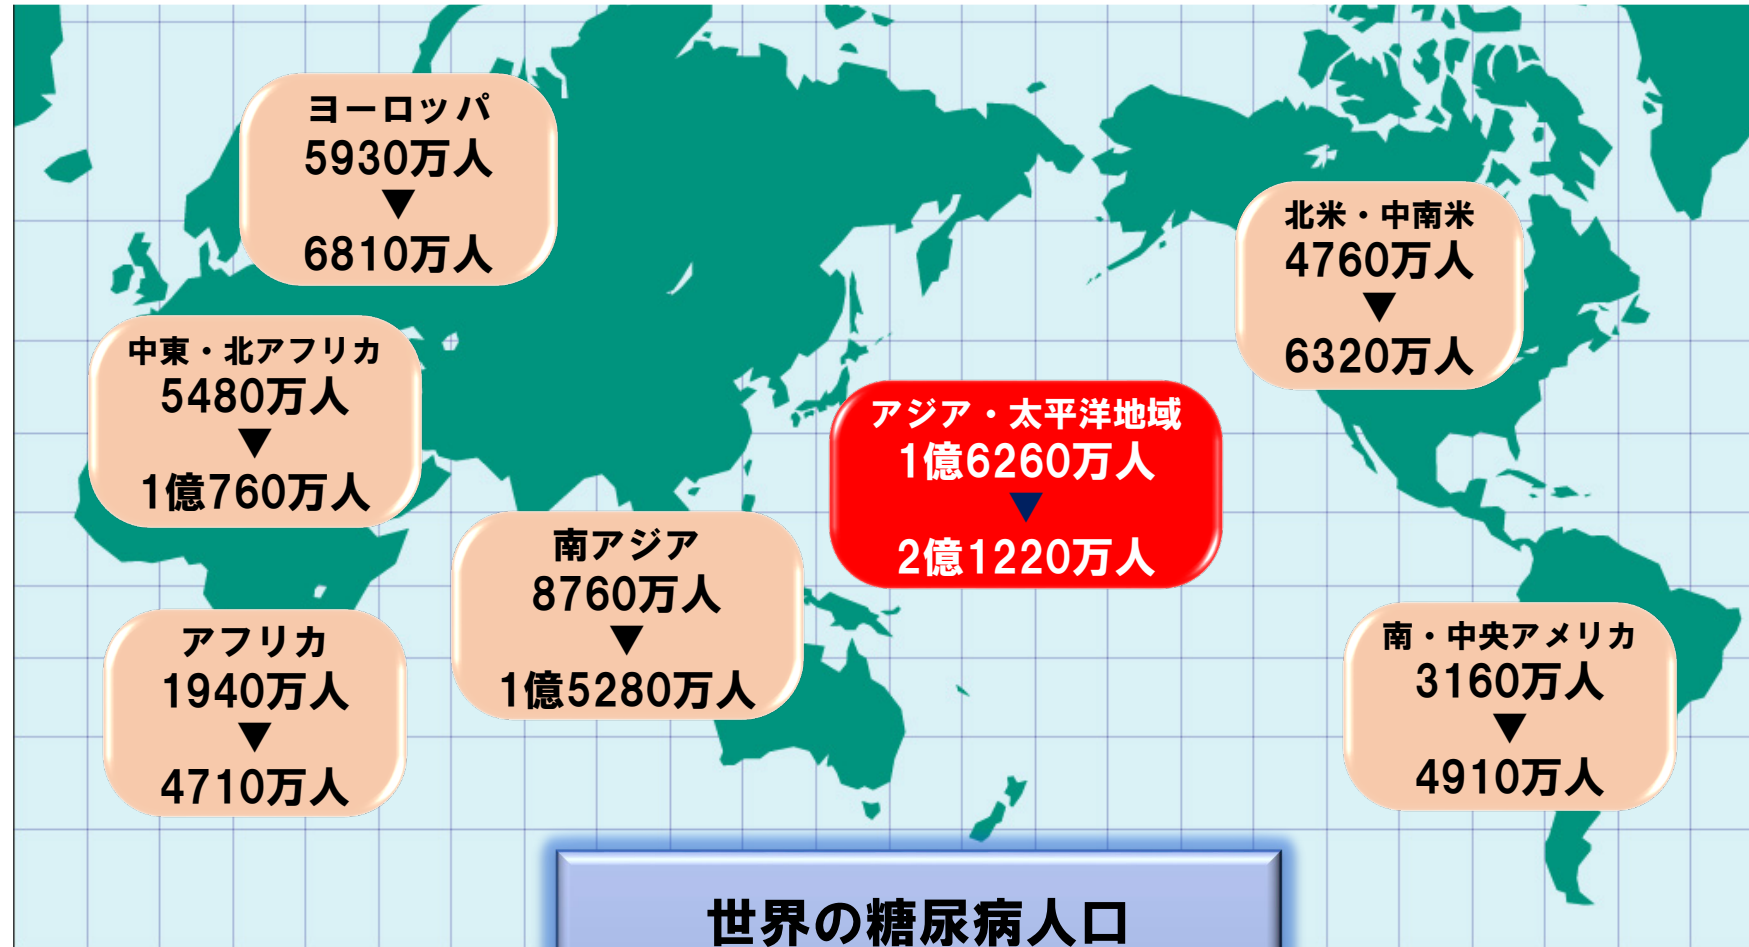 ヨーロッパ
5930万人
▼
6810万人
北米・中南米
4760万人
▼
6320万人
中東・北アフリカ
5480万人
▼
1億760万人
アジア・太平洋地域
1億6260万人
▼
2億1220万人
南アジア
8760万人
▼
1億5280万人
アフリカ
1940万人
▼
4710万人
南・中央アメリカ
3160万人
▼
4910万人
世界の糖尿病人口